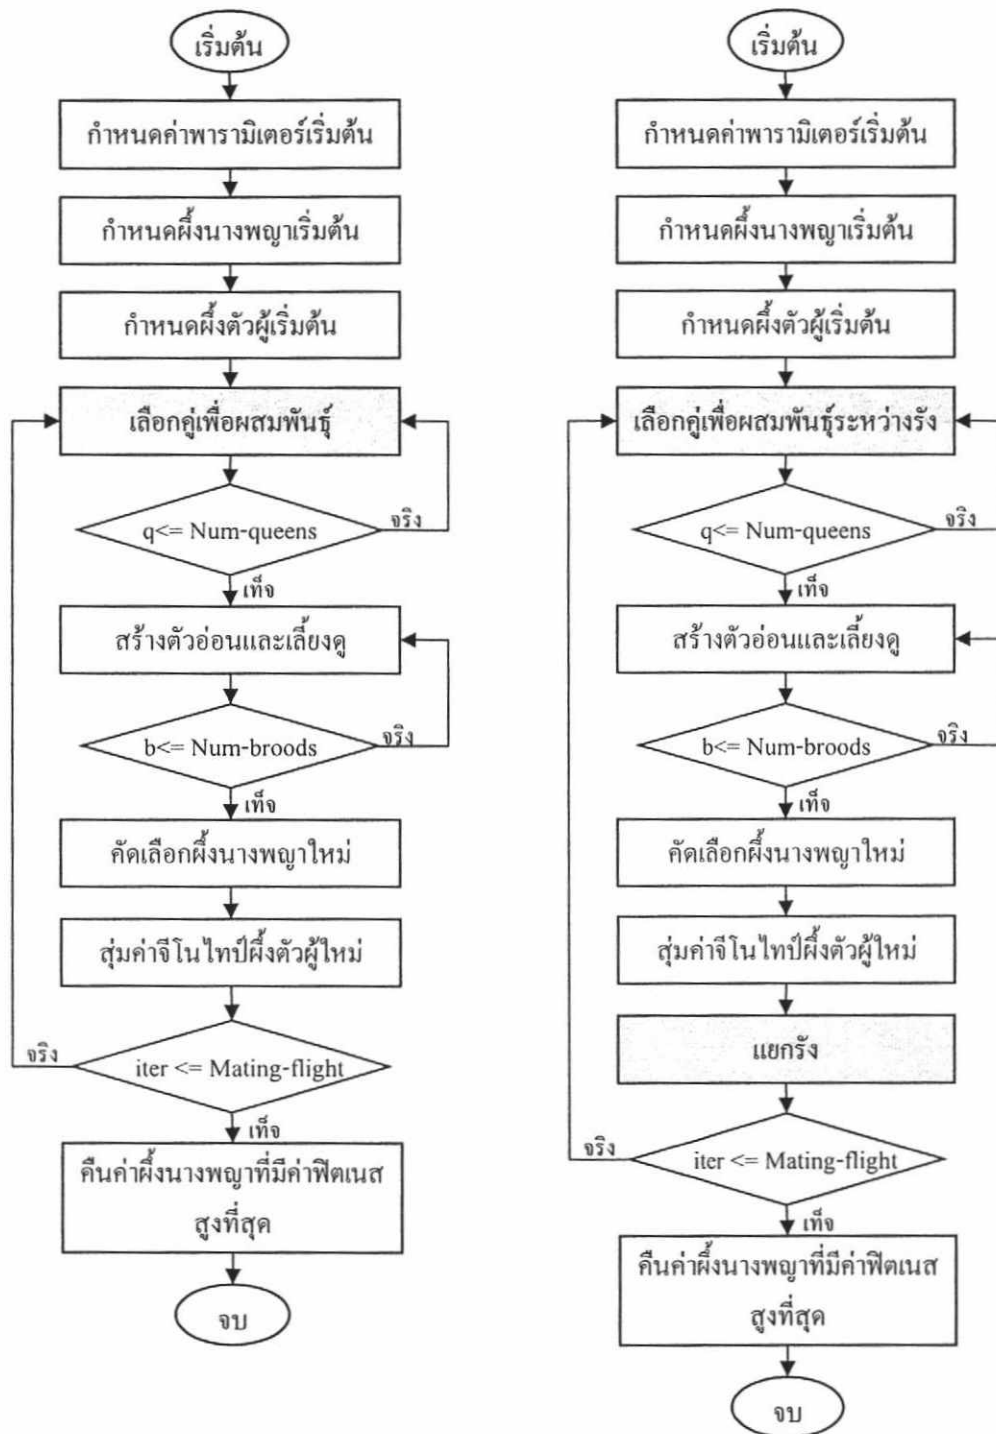 เริ่มต้น
กำหนดค่าพารามิเตอร์เริ่มต้น
กำหนดผึ้งนางพญาเริ่มต้น
กำหนดผึ้งตัวผู้เริ่มต้น
เลือกคู่เพื่อผสมพันธุ์
q<= Num-queens
จริง
เท็จ
สร้างตัวอ่อนและเลี้ยงดู
b<= Num-broods
จริง
เท็จ
คัดเลือกผึ้งนางพญาใหม่
สุ่มค่าจีโนไทป์ผึ้งตัวผู้ใหม่
จริง
iter <= Mating-flight
เท็จ
คืนค่าผึ้งนางพญาที่มีค่าฟิตเนส
สูงที่สุด
จบ
เริ่มต้น
กำหนดค่าพารามิเตอร์เริ่มต้น
กำหนดผึ้งนางพญาเริ่มต้น
กำหนดผึ้งตัวผู้เริ่มต้น
เลือกคู่เพื่อผสมพันธุ์ระหว่างรัง
q<= Num-queens
จริง
เท็จ
สร้างตัวอ่อนและเลี้ยงดู
b<= Num-broods
จริง
เท็จ
คัดเลือกผึ้งนางพญาใหม่
สุ่มค่าจีโนไทป์ผึ้งตัวผู้ใหม่
แยกรัง
จริง
iter <= Mating-flight
เท็จ
คืนค่าผึ้งนางพญาที่มีค่าฟิตเนส
สูงที่สุด
จบ